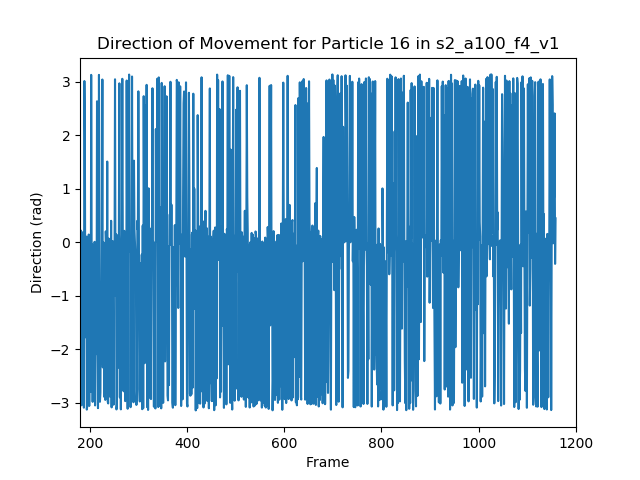 Direction of Movement for Particle 16 in s2_a100_f4_v1
3
2
1
0
−1
−2
−3
Direction (rad)
200 400 600 800 1000 1200
Frame